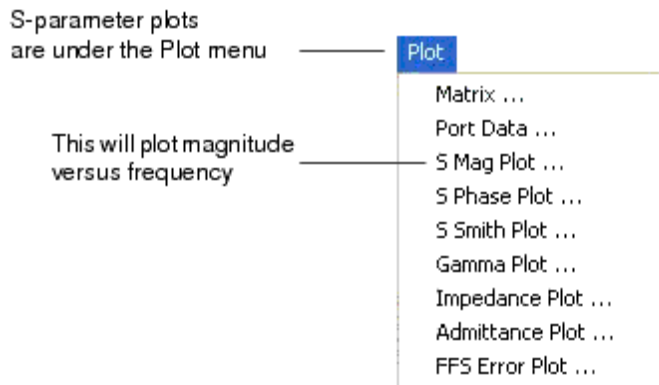 S-parameter plots
are under the Plot menu
Plot
Matrix ...
Port Data ...
This will plot magnitude
versus frequency
S Mag Plot ...
S Phase Plot ...
S Smith Plot ...
Gamma Plot ...
Impedance Plot ...
Admittance Plot ...
FFS Error Plot ...